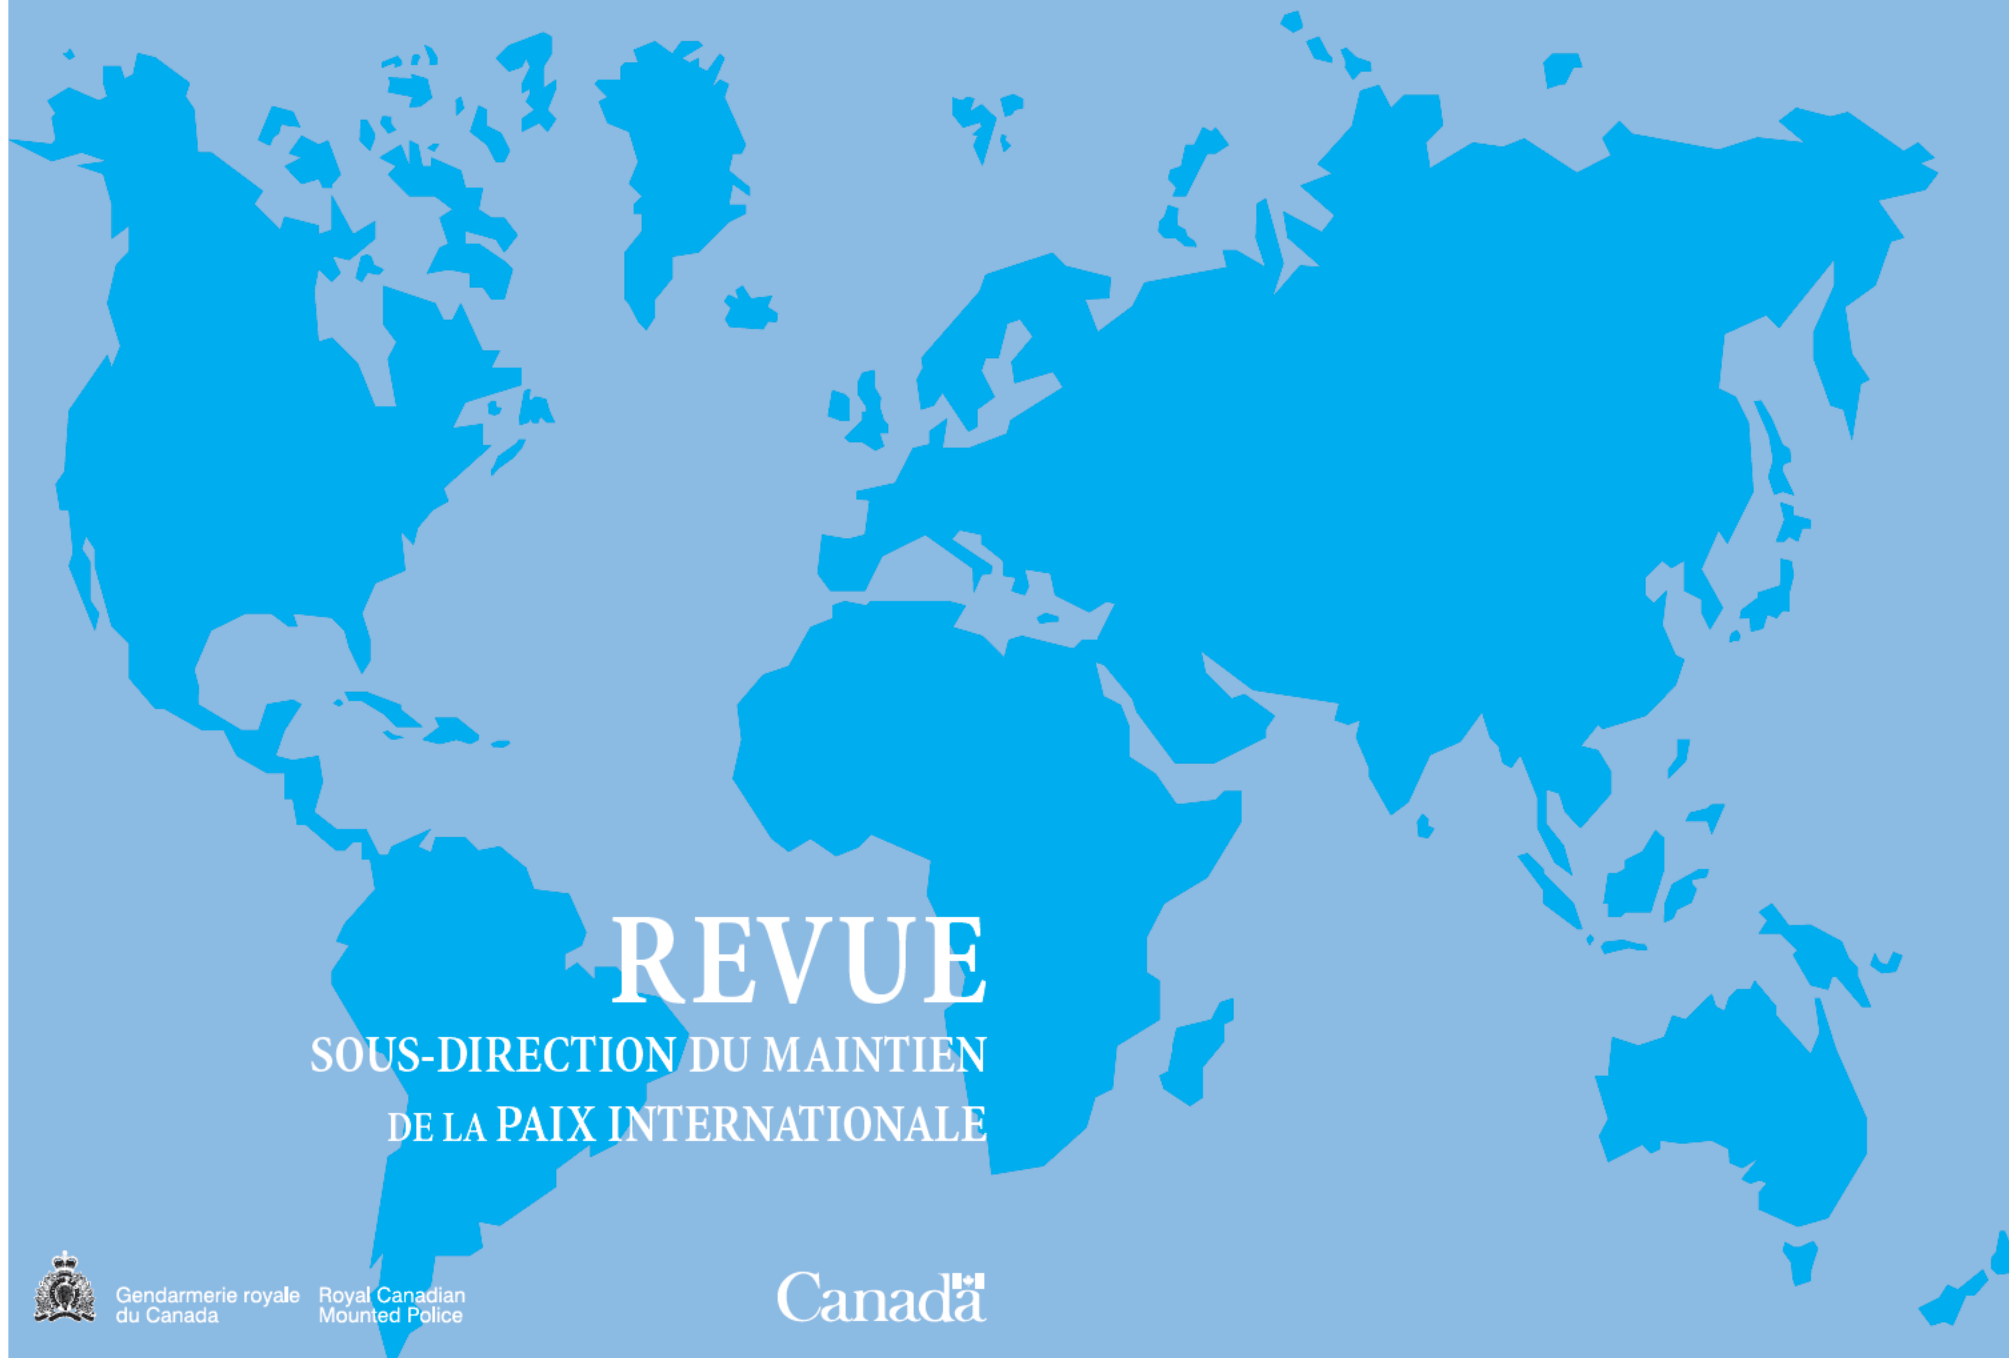 REVUE
SOUS-DIRECTION DU MAINTIEN
DE LA PAIX INTERNATIONALE
Gendarmerie royale
du Canada
Royal Canadian
Mounted Police
Canada